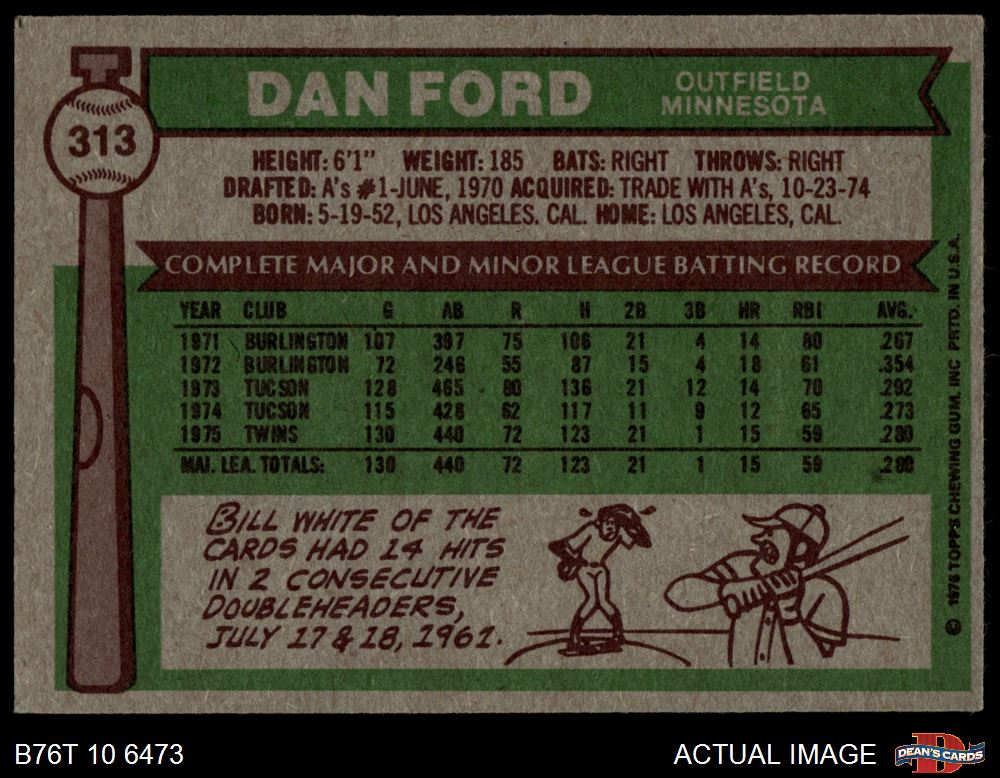 313
DAN FORD
OUTFIELD
MINNESOTA
HEIGHT: 6'1" WEIGHT: 185 BATS: RIGHT THROWS: RIGHT
DRAFTED: A's #1-JUNE, 1970 ACQUIRED: TRADE WITH A's, 10-23-74
BORN: 5-19-52, LOS ANGELES, CAL. HOME: LOS ANGELES, CAL.
COMPLETE MAJOR AND MINOR LEAGUE BATTING RECORD
YEAR CLUB G AB R H 2B 3B HR RBI AVG.
1971 BURLINGTON 107 397 75 106 21 4 14 80 .267
1972 BURLINGTON 72 246 55 87 15 4 18 61 .354
1973 TUCSON 128 465 80 136 21 12 14 70 .292
1974 TUCSON 115 428 62 117 11 9 12 65 .273
1975 TWINS 130 440 72 123 21 1 15 59 .280
MAJ. LEA. TOTALS: 130 440 72 123 21 1 15 59 .280
BILL WHITE OF THE
CARDS HAD 14 HITS
IN 2 CONSECUTIVE
DOUBLEHEADERS,
JULY 17 & 18, 1961.
© 1976 TOPPS CHEWING GUM, INC. PRTD. IN U.S.A.
B76T 10 6473
ACTUAL IMAGE
D
DEAN'S CARDS